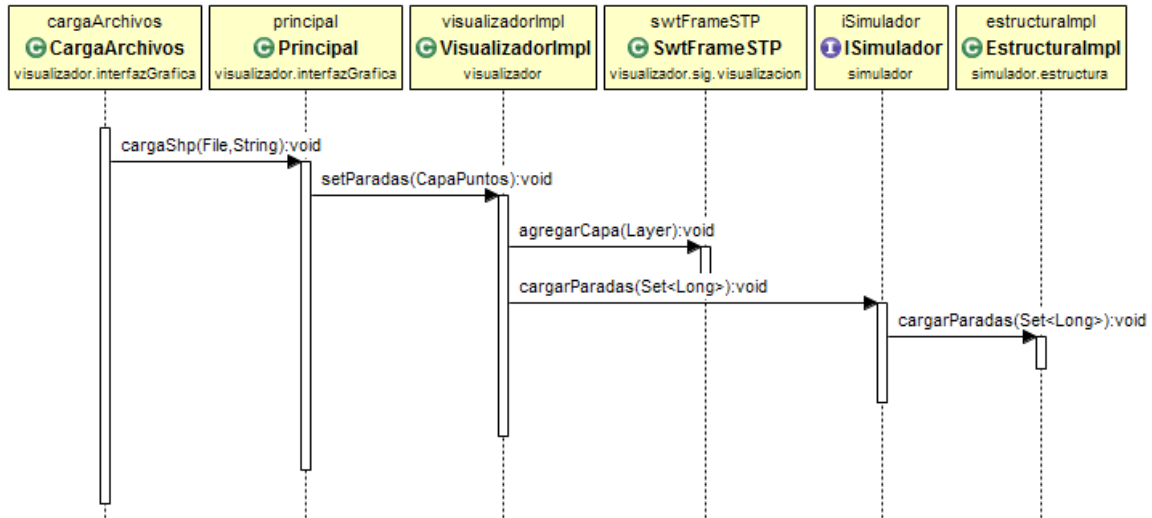 cargaArchivos
CargaArchivos
visualizador.interfazGrafica
principal
Principal
visualizador.interfazGrafica
visualizadorImpl
VisualizadorImpl
visualizador
swtFrameSTP
SwtFrameSTP
visualizador.sig.visualizacion
iSimulador
ISimulador
simulador
estructuraImpl
EstructuraImpl
simulador.estructura
cargaShp(File,String):void
setParadas(CapaPuntos):void
agregarCapa(Layer):void
cargarParadas(Set<Long>):void
cargarParadas(Set<Long>):void